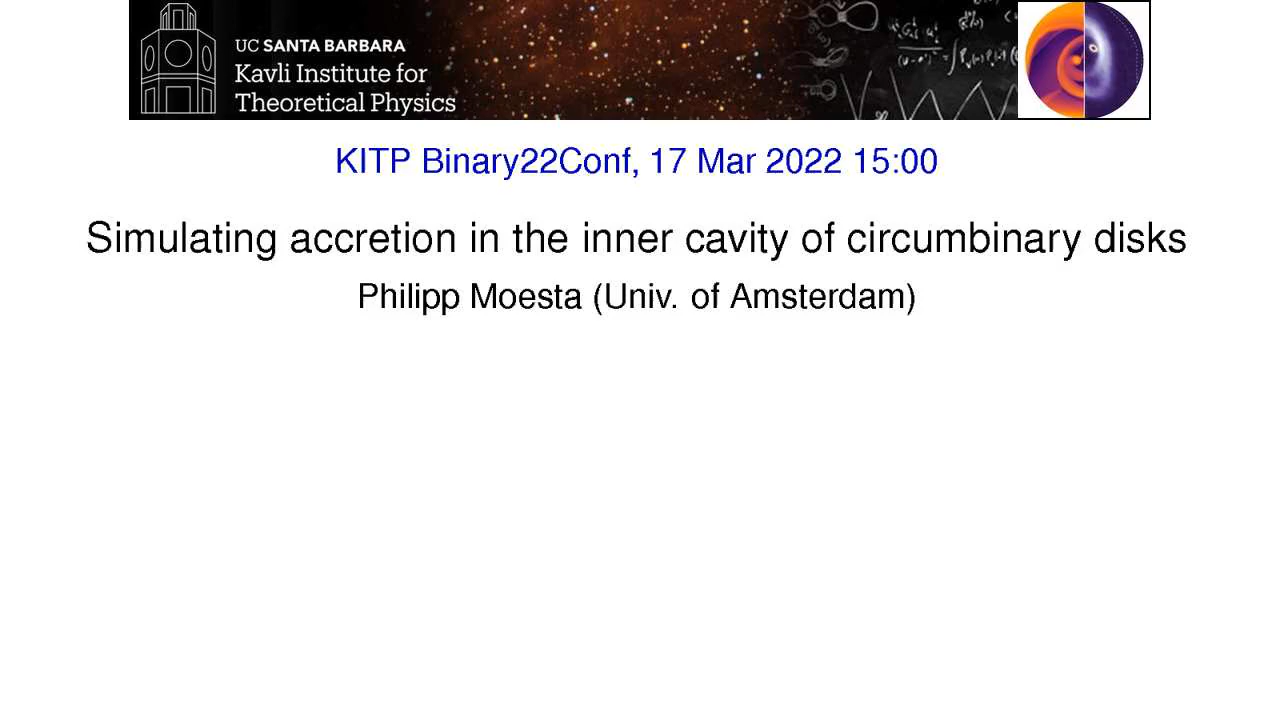 UC SANTA BARBARA
Kavli Institute for
Theoretical Physics
KITP Binary22Conf, 17 Mar 2022 15:00
Simulating accretion in the inner cavity of circumbinary disks
Philipp Moesta (Univ. of Amsterdam)